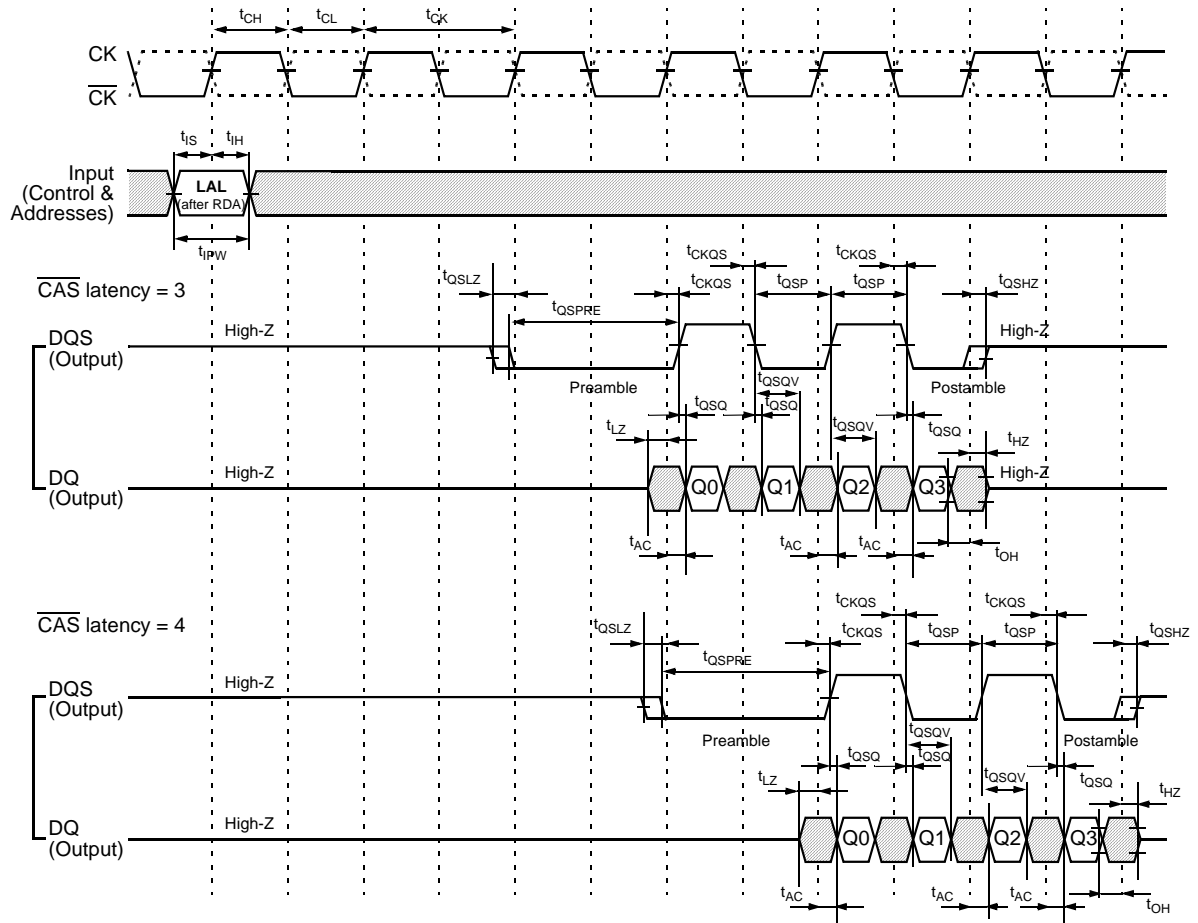 tCH tCL tCK
CK
CK
tIS tIH
Input
(Control &
Addresses)
LAL
(after RDA)
tIPW
CAS latency = 3
tQSLZ
tQSPRE
tCKQS
tCKQS
tCKQS
tQSP tQSP
tQSHZ
DQS
(Output)
High-Z
High-Z
Preamble
Postamble
tQSQV
tQSQ tQSQ
tQSQV
tQSQ
tLZ
tHZ
DQ
(Output)
High-Z
Q0 Q1 Q2 Q3
High-Z
tAC tAC tAC
tOH
CAS latency = 4
tQSLZ
tQSPRE
tCKQS
tCKQS
tCKQS
tQSP tQSP
tQSHZ
DQS
(Output)
High-Z
Preamble
Postamble
tQSQV
tQSQ tQSQ
tQSQV
tQSQ
tLZ
tHZ
DQ
(Output)
High-Z
Q0 Q1 Q2 Q3
tAC tAC tAC
tOH